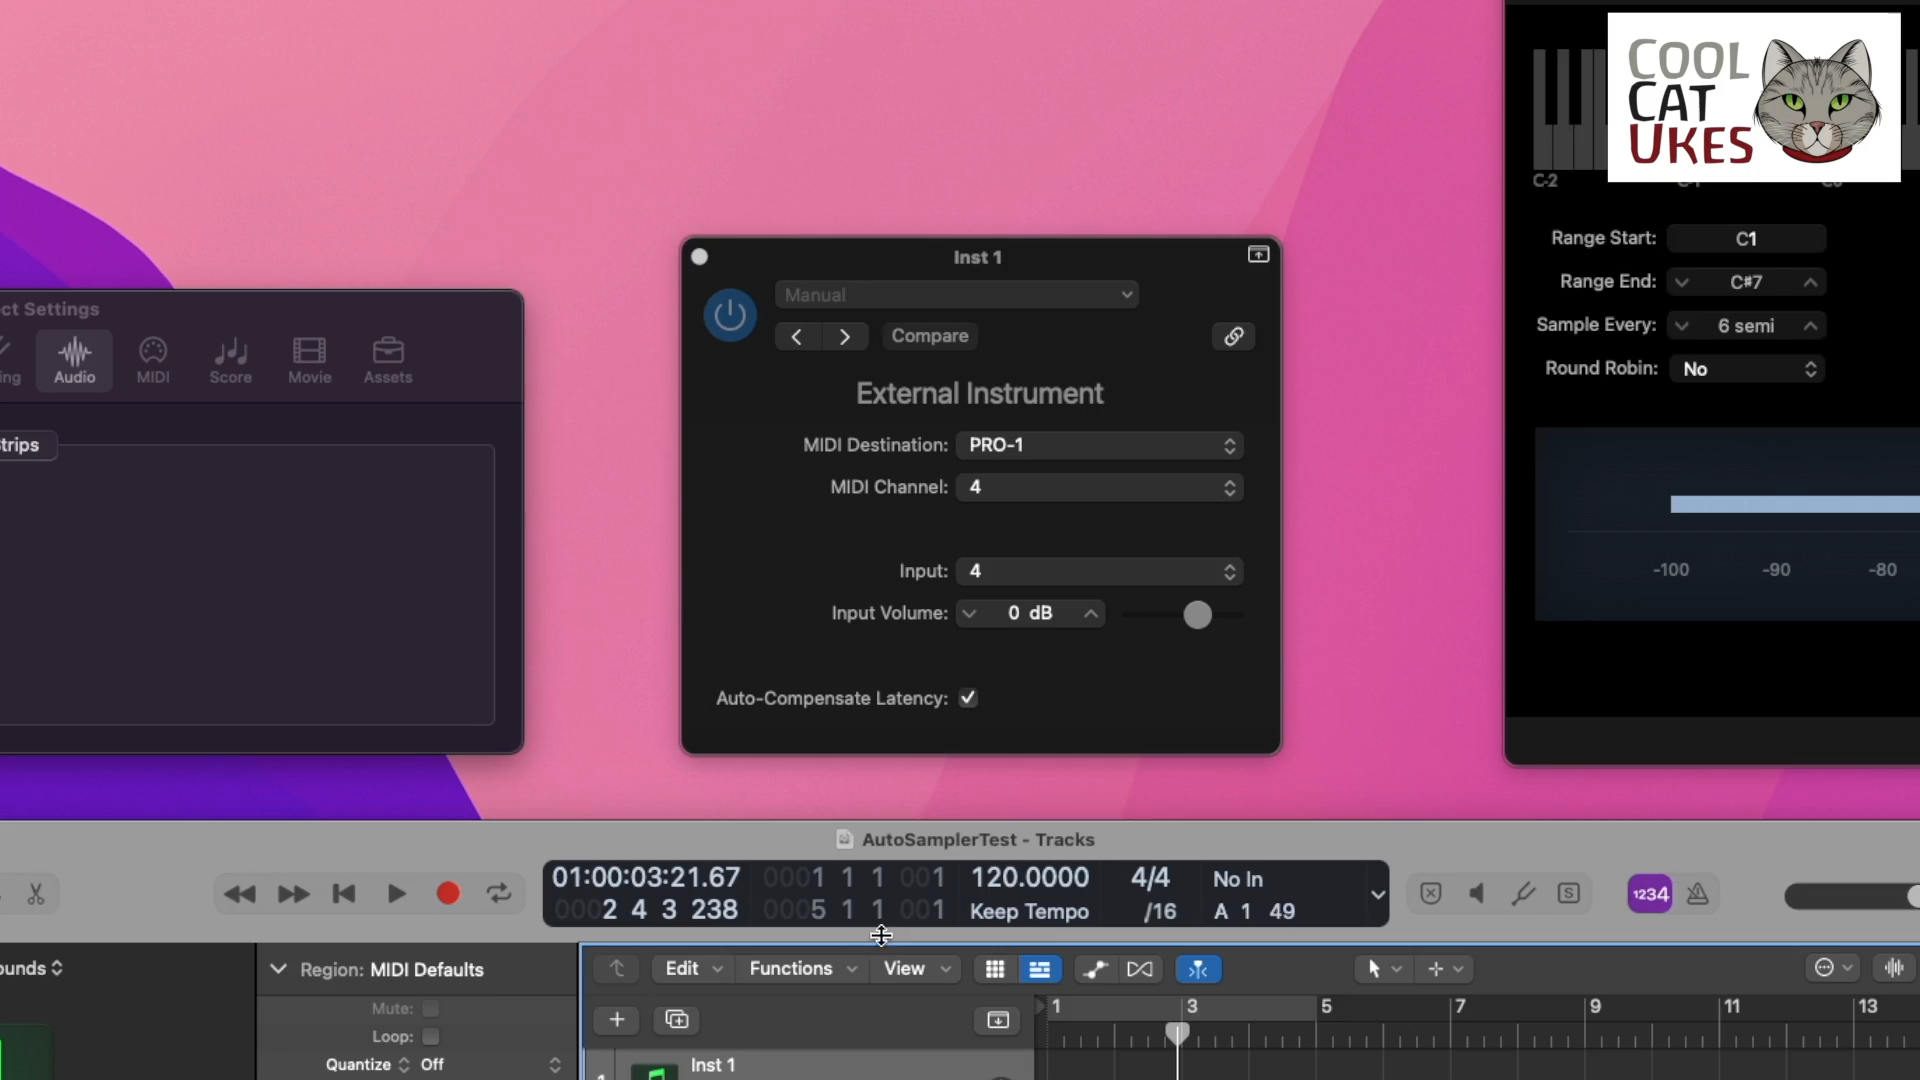 COOL
CAT
UKES
C-2
Range Start: C1
Range End: C#7
Sample Every: 6 semi
Round Robin: No
-100 -90 -80
ct Settings
ing Audio MIDI Score Movie Assets
trips
Inst 1
Manual
Compare
External Instrument
MIDI Destination: PRO-1
MIDI Channel: 4
Input: 4
Input Volume: 0 dB
Auto-Compensate Latency:
AutoSamplerTest - Tracks
01:00:03:21.67 0001 1 1 001 120.0000 4/4 No In
0002 4 3 238 0005 1 1 001 Keep Tempo /16 A 1 49
S 1234
ounds Region: MIDI Defaults Edit Functions View
Mute:
Loop:
Quantize Off
1 3 5 7 9 11 13
Inst 1